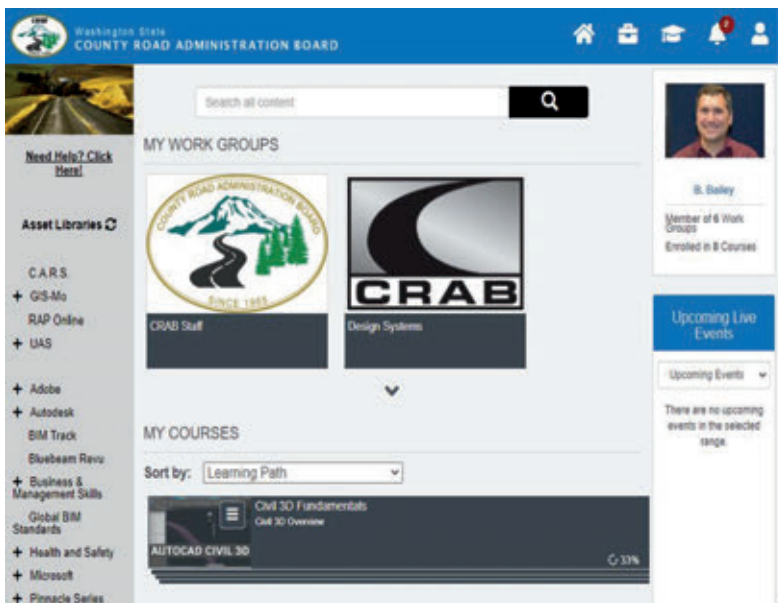 Washington State
COUNTY ROAD ADMINISTRATION BOARD
2
Need Help? Click
Here!
Asset Libraries
C.A.R.S.
+ GIS-Mo
RAP Online
+ UAS
+ Adobe
+ Autodesk
BIM Track
Bluebeam Revu
+ Business &
Management Skills
Global BIM
Standards
+ Health and Safety
+ Microsoft
+ Pinnacle Series
Search all content
MY WORK GROUPS
COUNTY ROAD ADMINISTRATION BOARD
SINCE 1965
CRAB Staff
CRAB
Design Systems
MY COURSES
Sort by: Learning Path
Civil 3D Fundamentals
Civil 3D Overview
AUTOCAD CIVIL 3D
33%
B. Bailey
Member of 6 Work
Groups
Enrolled in 8 Courses
Upcoming Live
Events
Upcoming Events
There are no upcoming
events in the selected
range.